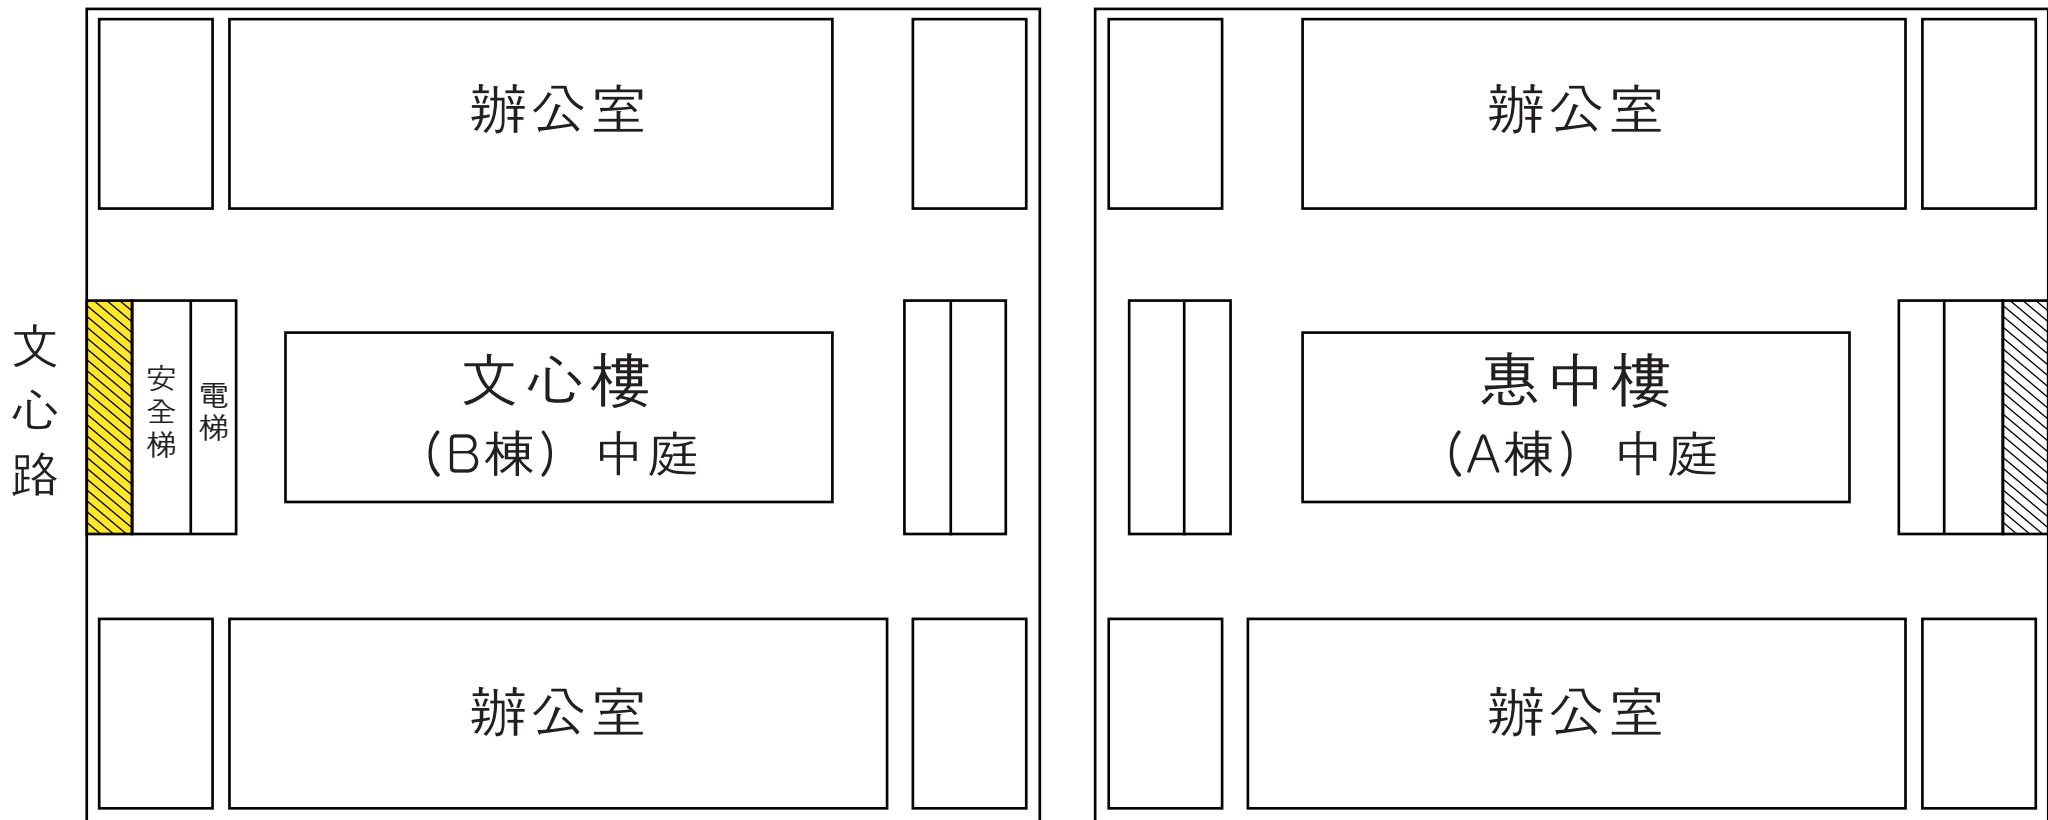 辦公室
辦公室
文心路
安全梯
電梯
文心樓
(B棟) 中庭
惠中樓
(A棟) 中庭
辦公室
辦公室